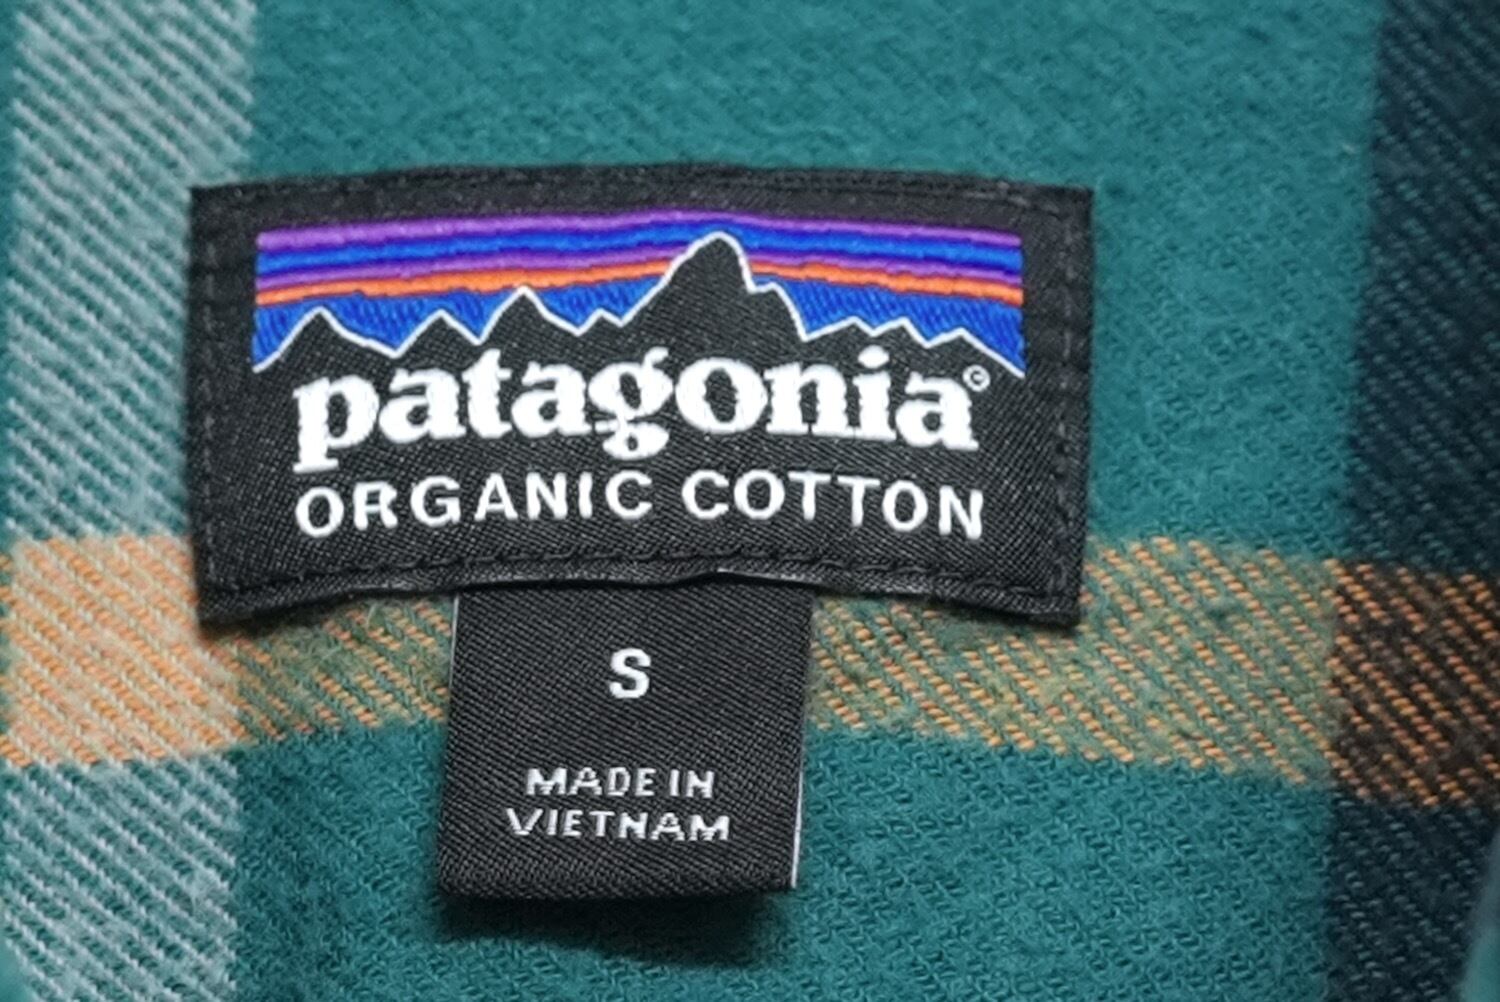 patagonia©
ORGANIC COTTON
S
MADE IN
VIETNAM